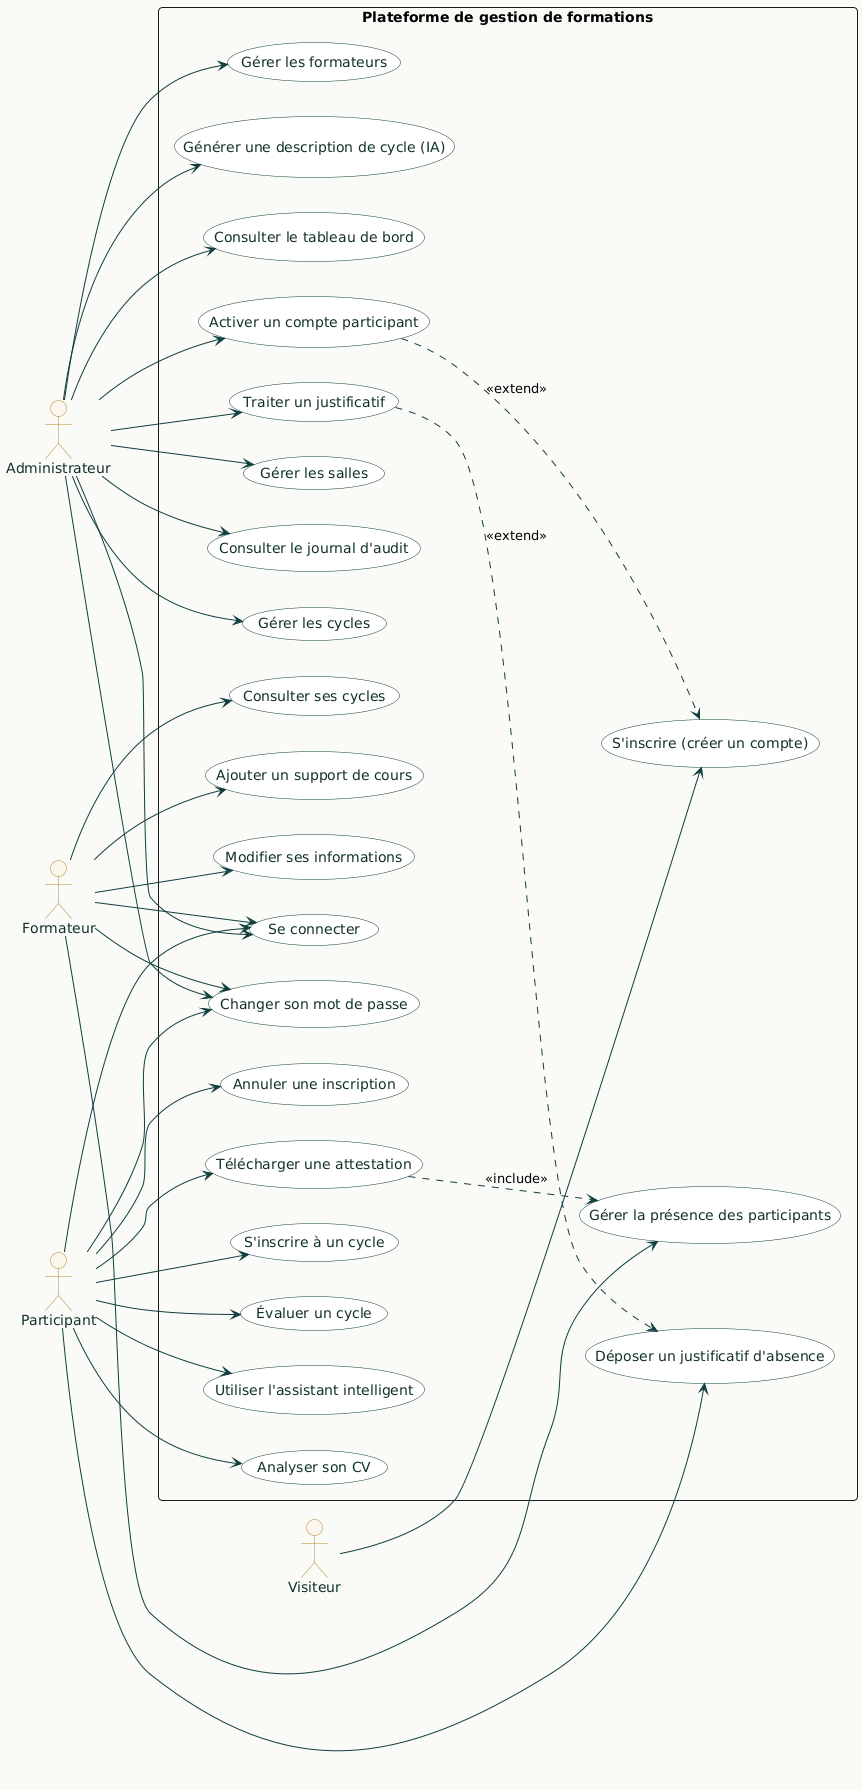 Plateforme de gestion de formations
Gérer les formateurs
Générer une description de cycle (IA)
Consulter le tableau de bord
Activer un compte participant
«extend»
Traiter un justificatif
Administrateur
Gérer les salles
«extend»
Consulter le journal d'audit
Gérer les cycles
Consulter ses cycles
S'inscrire (créer un compte)
Ajouter un support de cours
Modifier ses informations
Formateur
Se connecter
Changer son mot de passe
Annuler une inscription
Télécharger une attestation
«include»
Gérer la présence des participants
S'inscrire à un cycle
Évaluer un cycle
Participant
Déposer un justificatif d'absence
Utiliser l'assistant intelligent
Analyser son CV
Visiteur